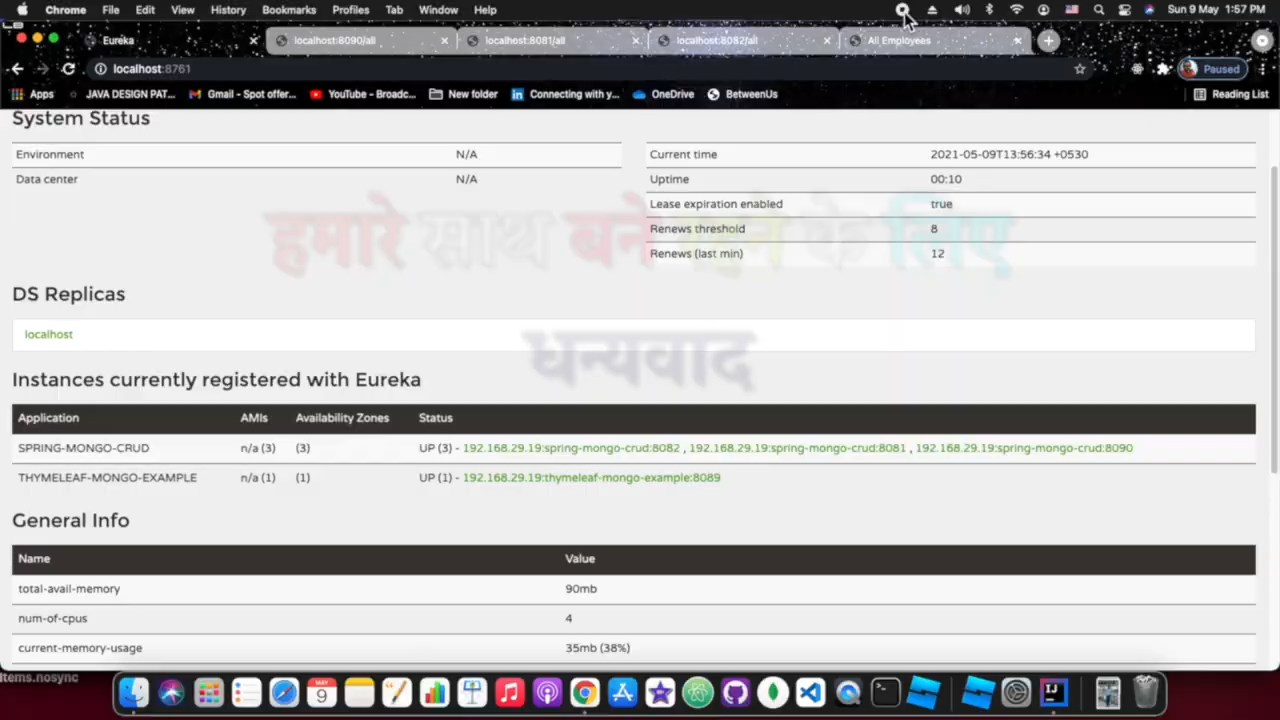 Chrome File Edit View History Bookmarks Profiles Tab Window Help Sun 9 May 1:57 PM
Eureka localhost:8090/all localhost:8081/all localhost:8082/all All Employees
localhost:8761 Paused
Apps JAVA DESIGN PAT... Gmail - Spot offer... YouTube - Broadc... New folder Connecting with y... OneDrive BetweenUs Reading List
System Status
Environment N/A
Data center N/A
Current time 2021-05-09T13:56:34 +0530
Uptime 00:10
Lease expiration enabled true
Renews threshold 8
Renews (last min) 12
हमारे साथ बने रहने के लिए
धन्यवाद
DS Replicas
localhost
Instances currently registered with Eureka
Application AMIs Availability Zones Status
SPRING-MONGO-CRUD n/a (3) (3) UP (3) - 192.168.29.19:spring-mongo-crud:8082 , 192.168.29.19:spring-mongo-crud:8081 , 192.168.29.19:spring-mongo-crud:8090
THYMELEAF-MONGO-EXAMPLE n/a (1) (1) UP (1) - 192.168.29.19:thymeleaf-mongo-example:8089
General Info
Name Value
total-avail-memory 90mb
num-of-cpus 4
current-memory-usage 35mb (38%)
Items.nosync
MAY 9